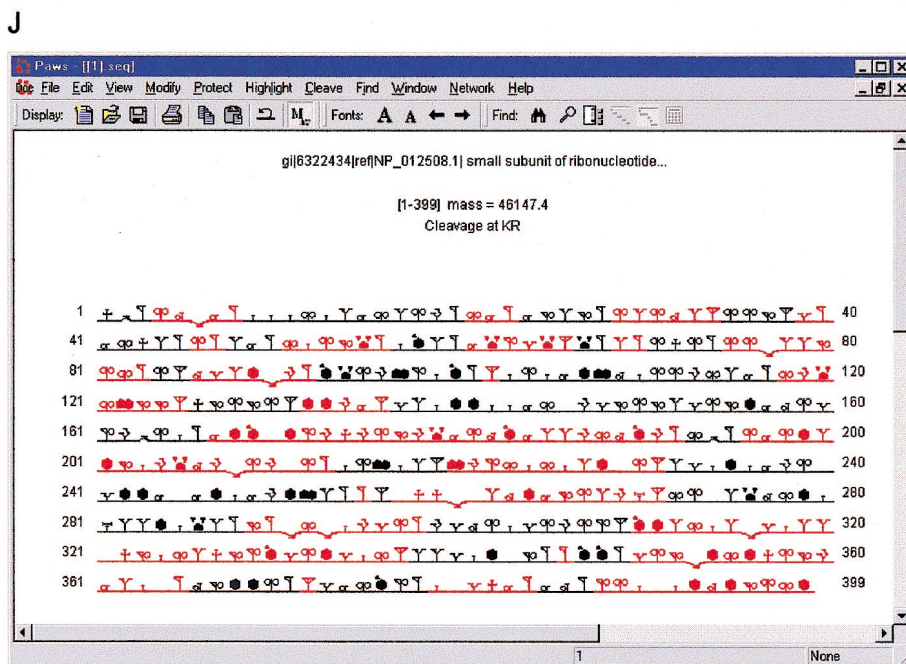 J
Paws - [[1].seq]
File Edit View Modify Protect Highlight Cleave Find Window Network Help
Display: Fonts: A A Find:
gi|6322434|ref|NP_012508.1| small subunit of ribonucleotide...
[1-399] mass = 46147.4
Cleavage at KR
1 40
41 80
81 120
121 160
161 200
201 240
241 280
281 320
321 360
361 399
1 None